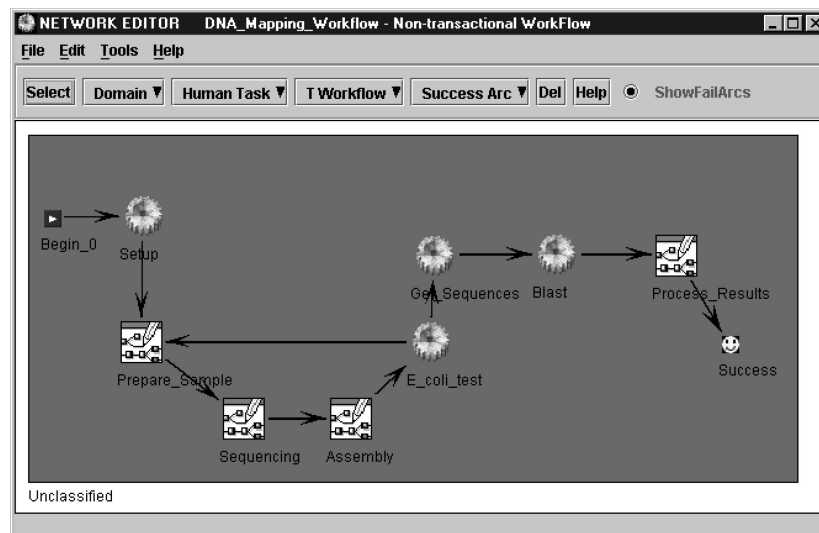 NETWORK EDITOR DNA_Mapping_Workflow - Non-transactional WorkFlow
File Edit Tools Help
Select Domain Human Task T Workflow Success Arc Del Help ShowFailArcs
Begin_0
Setup
Get_Sequences
Blast
Process_Results
Prepare_Sample
E_coli_test
Success
Sequencing
Assembly
Unclassified